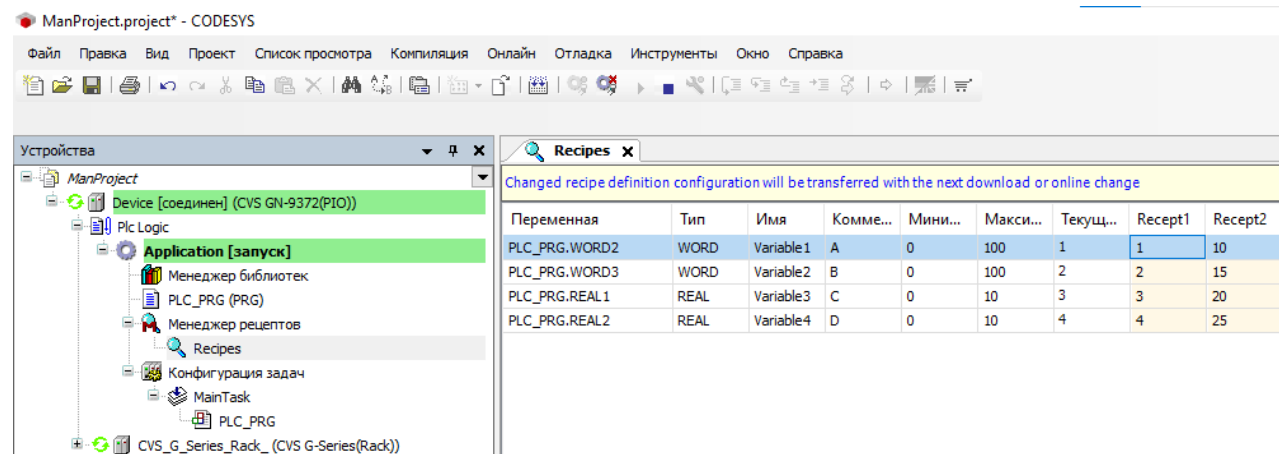 ManProject.project* - CODESYS
Файл Правка Вид Проект Список просмотра Компиляция Онлайн Отладка Инструменты Окно Справка
Устройства
ManProject
Device [соединен] (CVS GN-9372(PIO))
Plc Logic
Application [запуск]
Менеджер библиотек
PLC_PRG (PRG)
Менеджер рецептов
Recipes
Конфигурация задач
MainTask
PLC_PRG
CVS_G_Series_Rack_ (CVS G-Series(Rack))
Recipes
Changed recipe definition configuration will be transferred with the next download or online change
Переменная Тип Имя Комме... Мини... Макси... Текущ... Recept1 Recept2
PLC_PRG.WORD2 WORD Variable1 A 0 100 1 1 10
PLC_PRG.WORD3 WORD Variable2 B 0 100 2 2 15
PLC_PRG.REAL1 REAL Variable3 C 0 10 3 3 20
PLC_PRG.REAL2 REAL Variable4 D 0 10 4 4 25